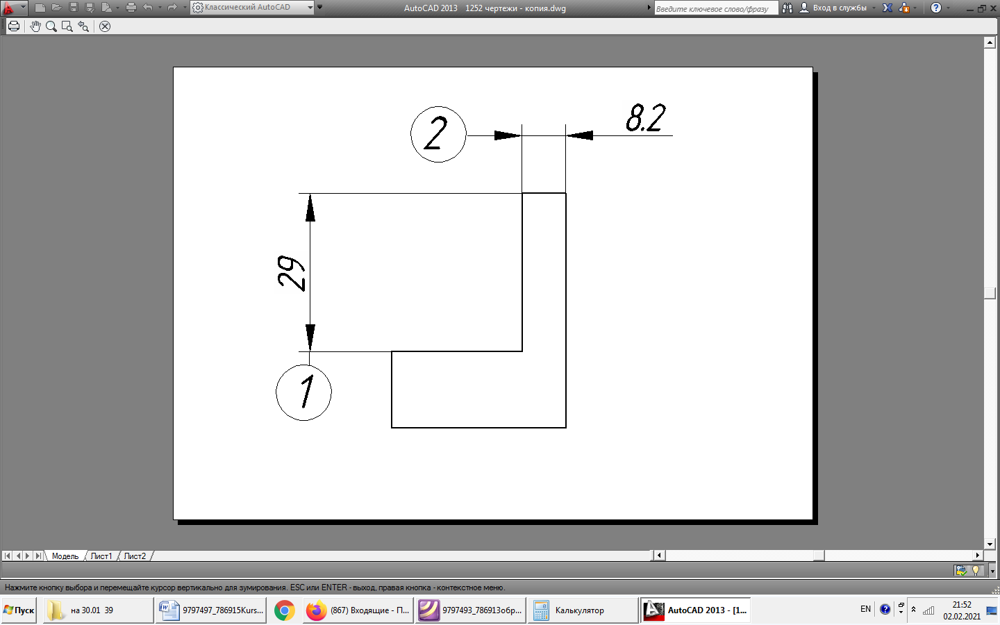 Классический AutoCAD
AutoCAD 2013 1252 чертежи - копия.dwg
Введите ключевое слово/фразу
Вход в службы
2
8.2
29
1
Модель Лист1 Лист2
Нажмите кнопку выбора и перемещайте курсор вертикально для зумирования. ESC или ENTER - выход, правая кнопка - контекстное меню.
Пуск
на 30.01 39
9797497_786915Kurs...
(867) Входящие - П...
9797493_786913обр...
Калькулятор
AutoCAD 2013 - [1...
EN
21:52
02.02.2021